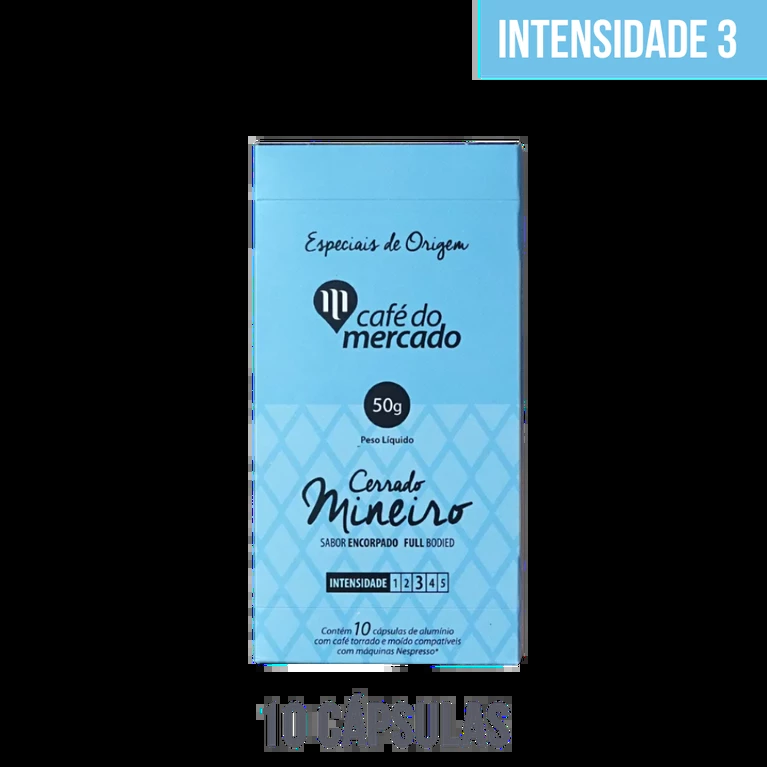 INTENSIDADE 3
Especiais de Origem
m
café do
mercado
50g
Peso Líquido
Cerrado
Mineiro
SABOR ENCORPADO FULL BODIED
INTENSIDADE 1 2 3 4 5
Contém 10 cápsulas de alumínio
com café torrado e moído compatíveis
com máquinas Nespresso*
10 CÁPSULAS